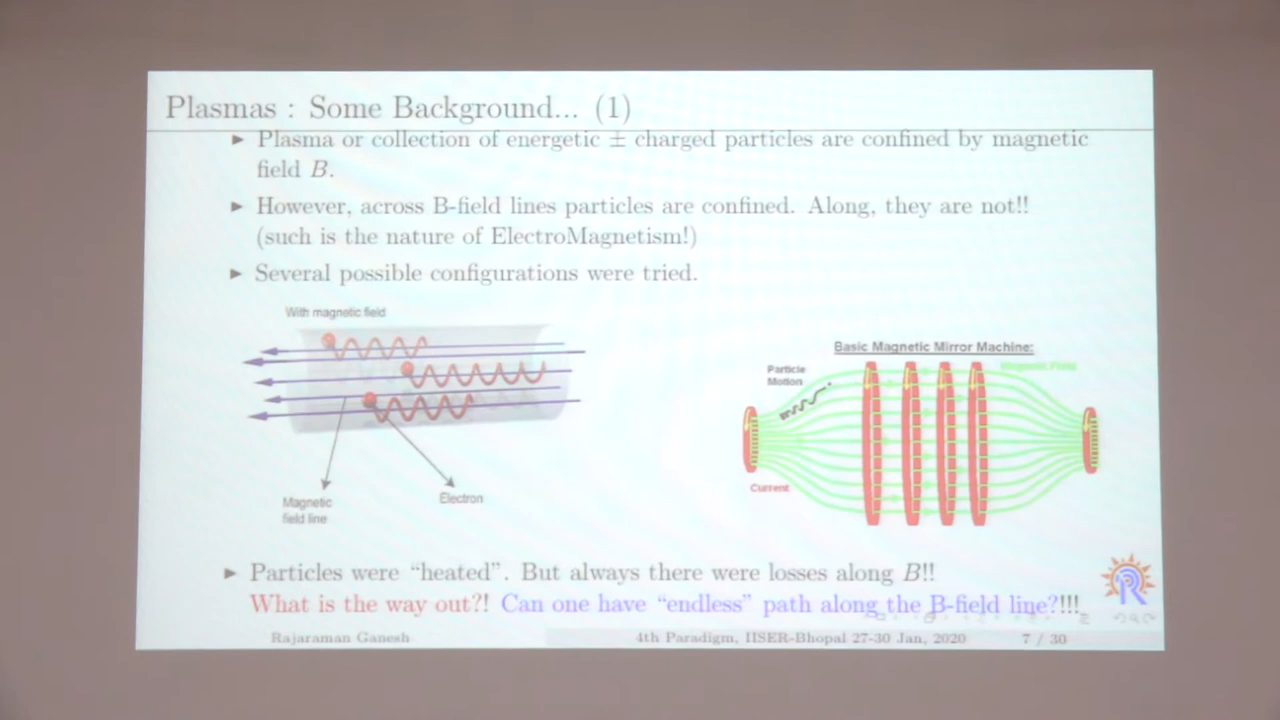 Plasmas : Some Background... (1)
► Plasma or collection of energetic ± charged particles are confined by magnetic
field B.
► However, across B-field lines particles are confined. Along, they are not!!
(such is the nature of ElectroMagnetism!)
► Several possible configurations were tried.
With magnetic field
Magnetic
field line
Electron
Basic Magnetic Mirror Machine:
Particle
Motion
Magnetic Field
Current
► Particles were “heated”. But always there were losses along B!!
What is the way out?! Can one have “endless” path along the B-field line?!!!
Rajaraman Ganesh 4th Paradigm, IISER-Bhopal 27-30 Jan, 2020 7 / 30